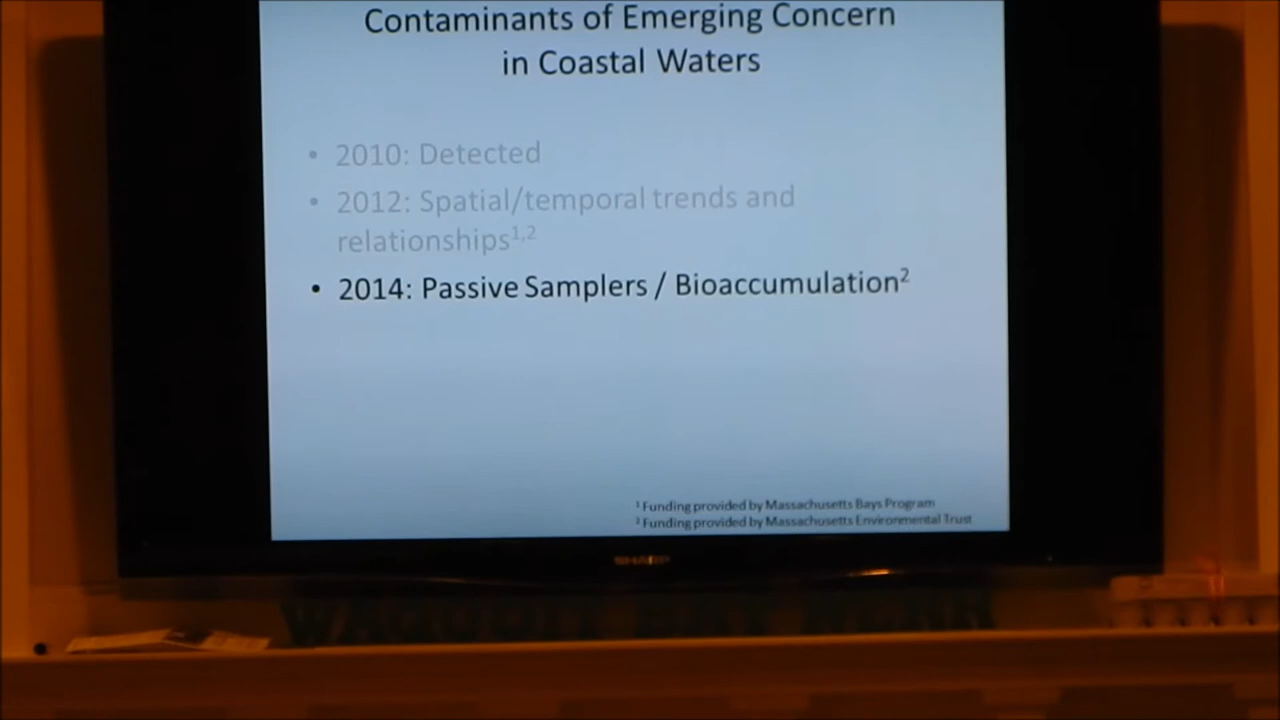 Contaminants of Emerging Concern
in Coastal Waters
• 2010: Detected
• 2012: Spatial/temporal trends and
relationships¹,²
• 2014: Passive Samplers / Bioaccumulation²
¹ Funding provided by Massachusetts Bays Program
² Funding provided by Massachusetts Environmental Trust
SHARP